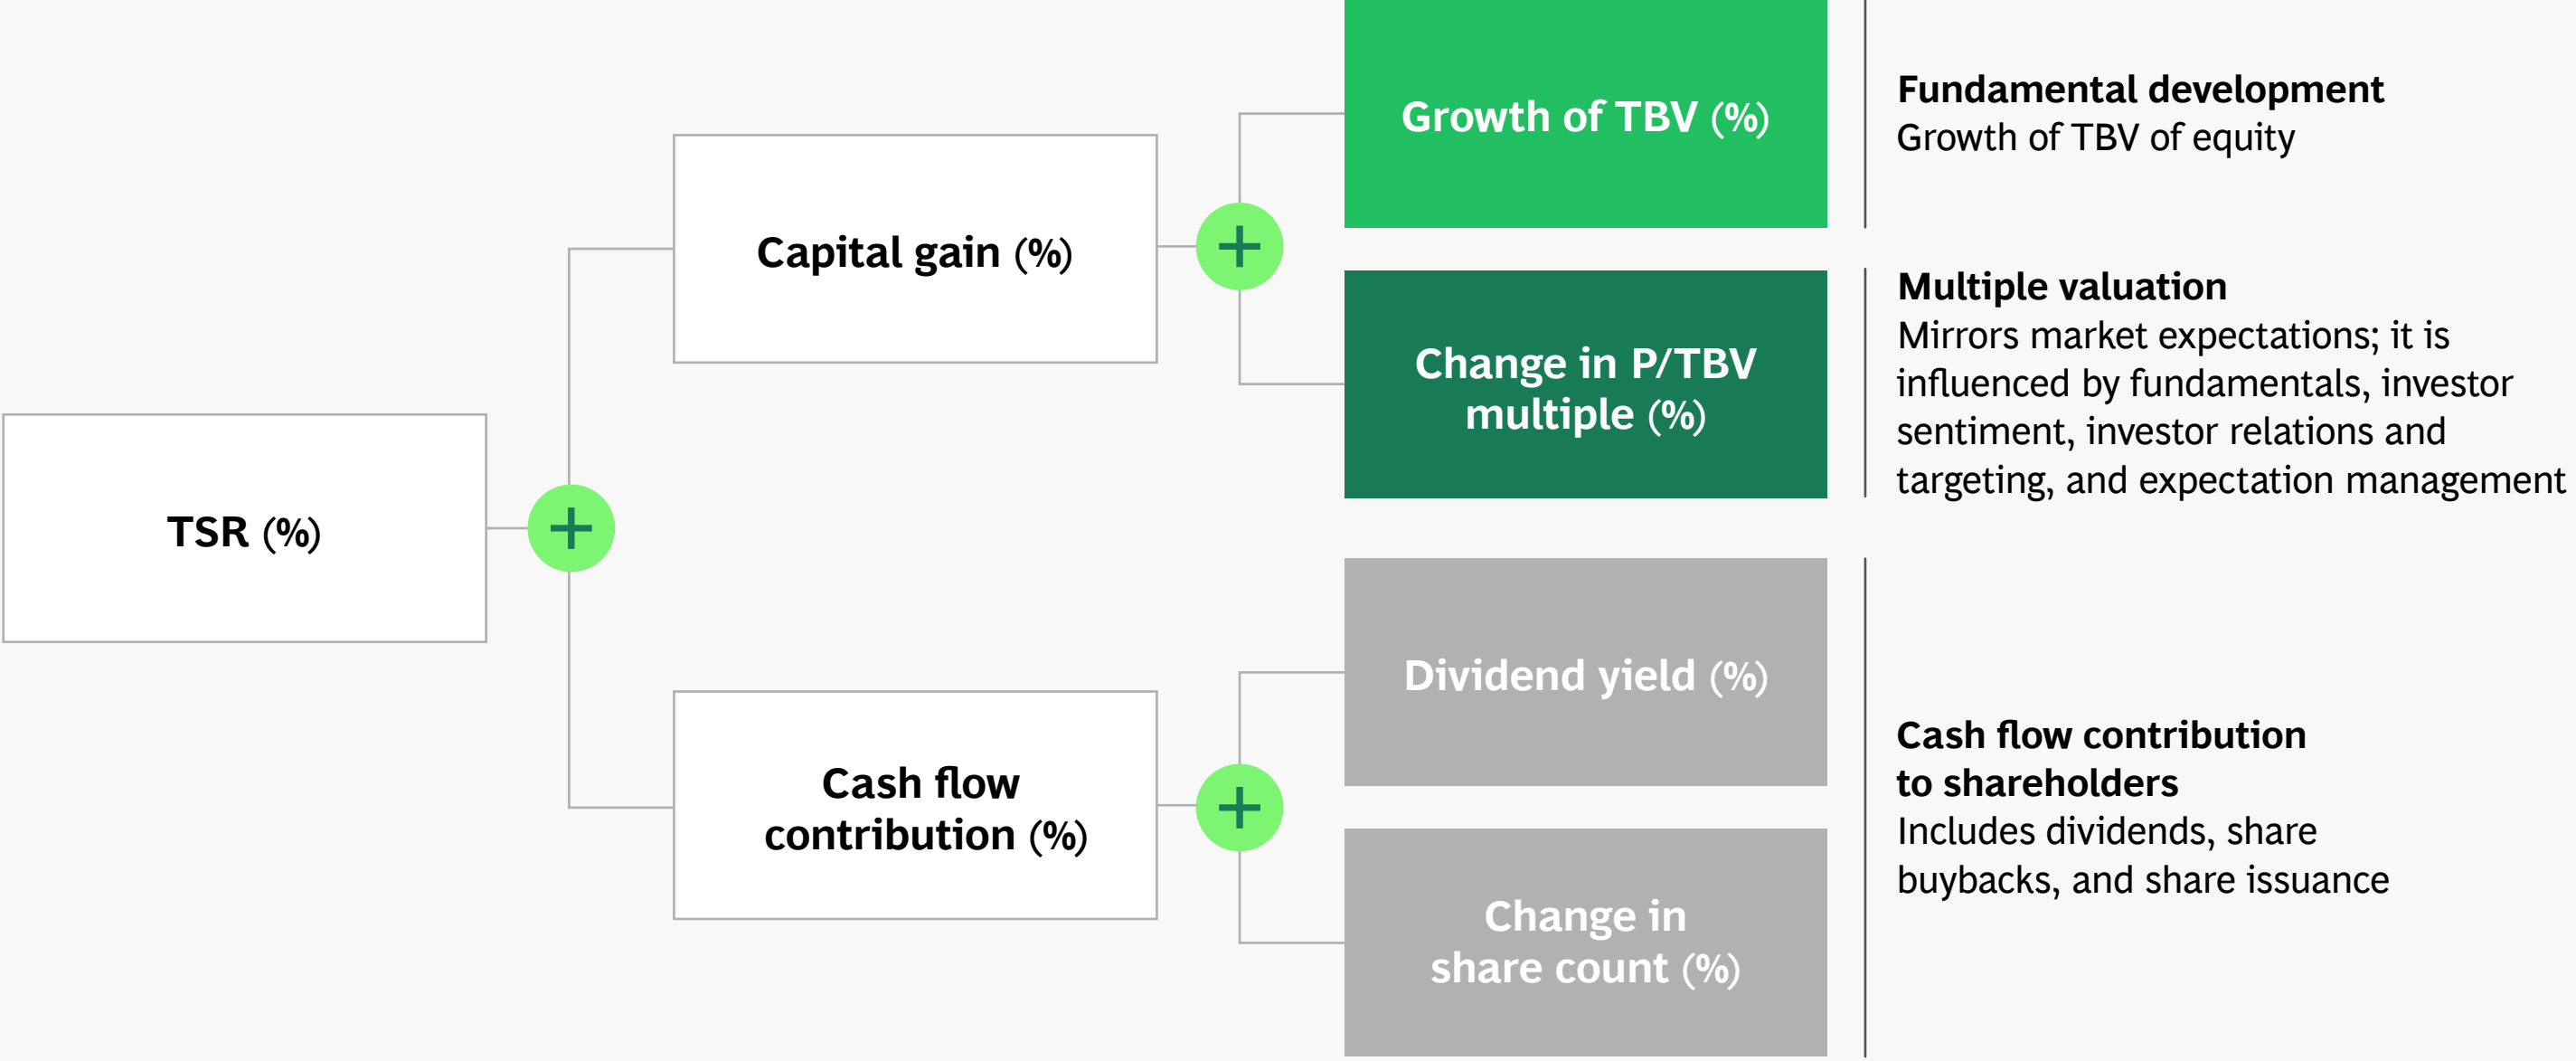 TSR (%)
+
Capital gain (%)
+
Growth of TBV (%)
Change in P/TBV
multiple (%)
Cash flow
contribution (%)
+
Dividend yield (%)
Change in
share count (%)
Fundamental development
Growth of TBV of equity
Multiple valuation
Mirrors market expectations; it is
influenced by fundamentals, investor
sentiment, investor relations and
targeting, and expectation management
Cash flow contribution
to shareholders
Includes dividends, share
buybacks, and share issuance